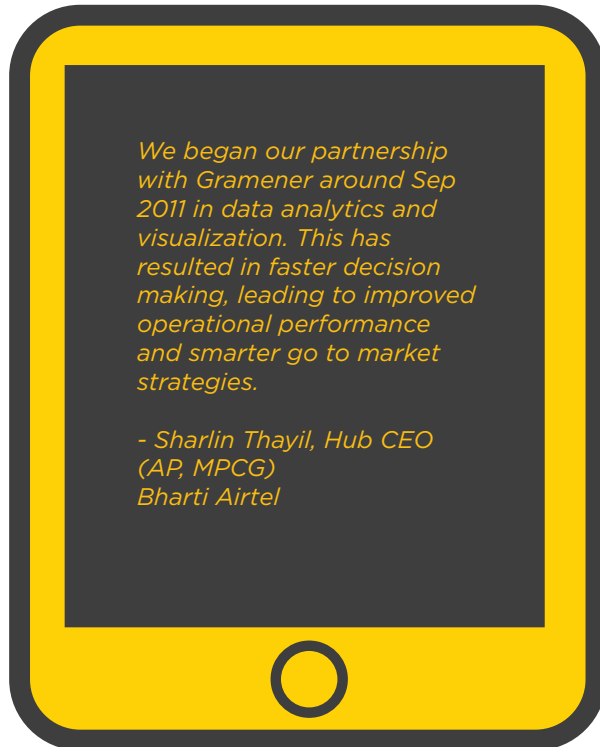 We began our partnership
with Gramener around Sep
2011 in data analytics and
visualization. This has
resulted in faster decision
making, leading to improved
operational performance
and smarter go to market
strategies.
- Sharlin Thayil, Hub CEO
(AP, MPCG)
Bharti Airtel